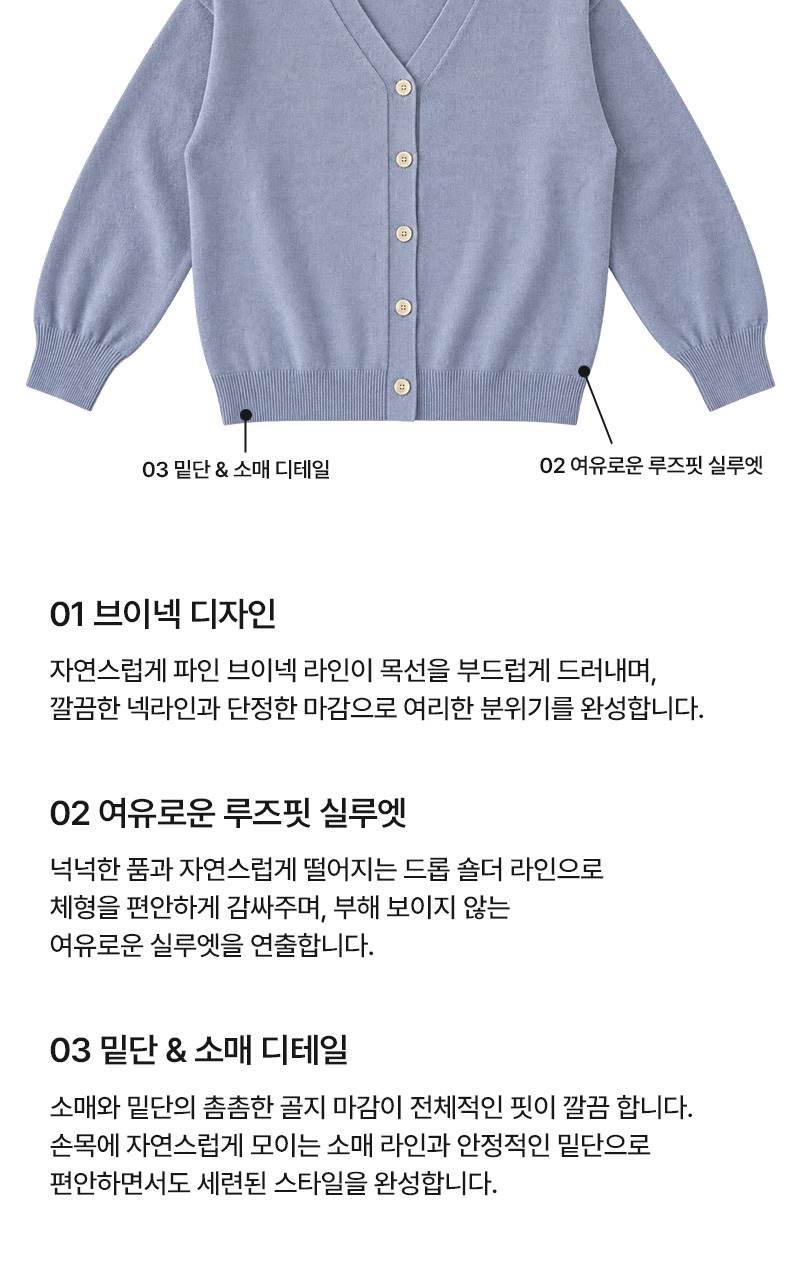 03 밑단 & 소매 디테일
02 여유로운 루즈핏 실루엣
01 브이넥 디자인
자연스럽게 파인 브이넥 라인이 목선을 부드럽게 드러내며,
깔끔한 넥라인과 단정한 마감으로 여리한 분위기를 완성합니다.
02 여유로운 루즈핏 실루엣
넉넉한 품과 자연스럽게 떨어지는 드롭 숄더 라인으로
체형을 편안하게 감싸주며, 부해 보이지 않는
여유로운 실루엣을 연출합니다.
03 밑단 & 소매 디테일
소매와 밑단의 촘촘한 골지 마감이 전체적인 핏이 깔끔 합니다.
손목에 자연스럽게 모이는 소매 라인과 안정적인 밑단으로
편안하면서도 세련된 스타일을 완성합니다.